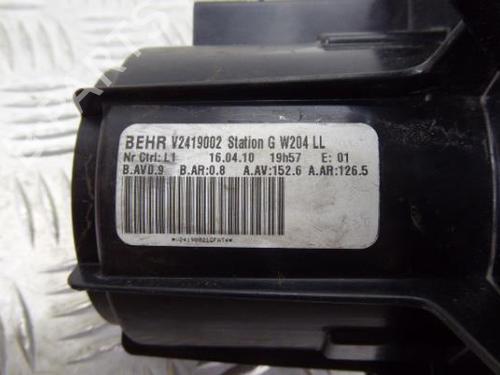 BEHR V2419002 Station G W204 LL
Nr Ctrl: L1 16.04.10 19h57 E: 01
B.AV0.9 B.AR:0.8 A.AV:152.6 A.AR:126.5